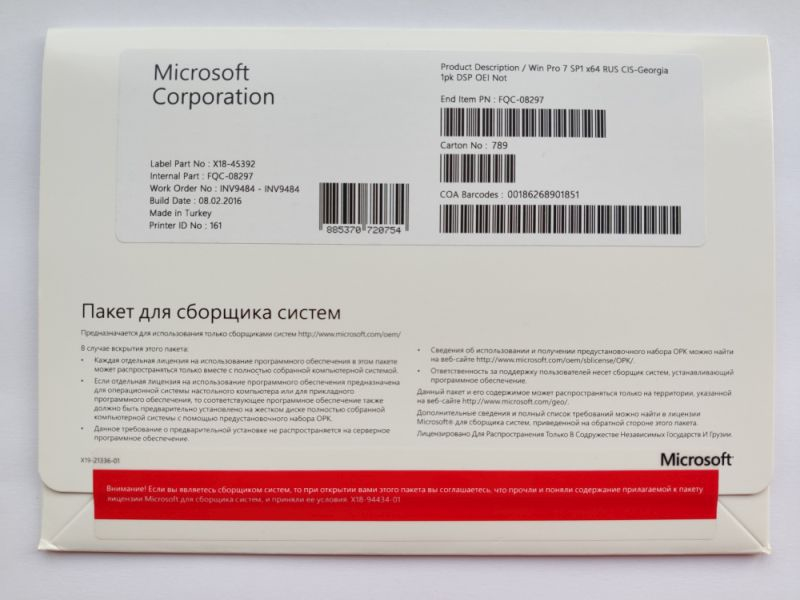 Microsoft
Corporation
Label Part No : X18-45392
Internal Part : FQC-08297
Work Order No : INV9484 - INV9484
Build Date : 08.02.2016
Made in Turkey
Printer ID No : 161
885370 720754
Product Description / Win Pro 7 SP1 x64 RUS CIS-Georgia
1pk DSP OEI Not
End Item PN : FQC-08297
Carton No : 789
COA Barcodes : 00186268901851
Пакет для сборщика систем
Предназначается для использования только сборщиками систем http://www.microsoft.com/oem/
В случае вскрытия этого пакета:
• Каждая отдельная лицензия на использование программного обеспечения в этом пакете
может распространяться только вместе с полностью собранной компьютерной системой.
• Если отдельная лицензия на использование программного обеспечения предназначена
для операционной системы настольного компьютера или для прикладного
программного обеспечения, то соответствующее программное обеспечение также
должно быть предварительно установлено на жестком диске полностью собранной
компьютерной системы с помощью предустановочного набора OPK.
• Данное требование о предварительной установке не распространяется на серверное
программное обеспечение.
• Сведения об использовании и получении предустановочного набора OPK можно найти
на веб-сайте http://www.microsoft.com/oem/sblicense/OPK/.
• Ответственность за поддержку пользователей несет сборщик систем, устанавливающий
программное обеспечение.
Данный пакет и его содержимое может распространяться только на территории, указанной
на веб-сайте http://www.microsoft.com/geo/.
Дополнительные сведения и полный список требований можно найти в лицензии
Microsoft® для сборщиков систем, приведенной на обратной стороне этого пакета.
Лицензировано Для Распространения Только В Содружестве Независимых Государств И Грузии.
X19-21336-01
Microsoft
Внимание! Если вы являетесь сборщиком систем, то при открытии вами этого пакета вы соглашаетесь, что прочли и поняли содержание прилагаемой к пакету
лицензии Microsoft для сборщика систем, и приняли ее условия. X18-94434-01